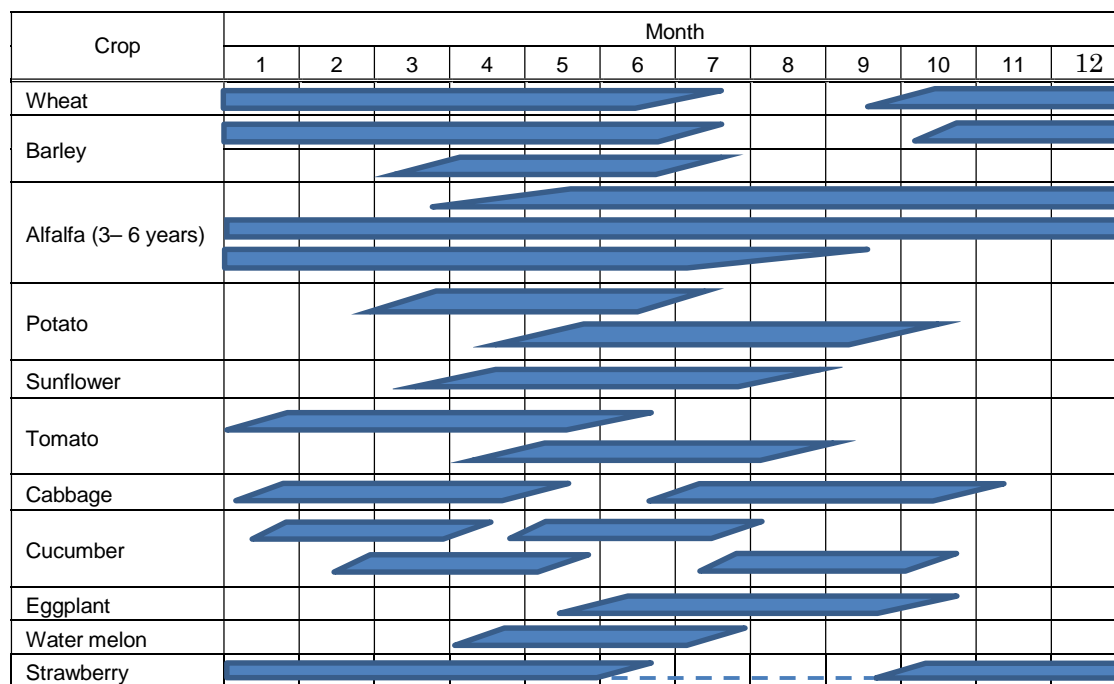 Crop
Month
1 2 3 4 5 6 7 8 9 10 11 12
Wheat
Barley
Alfalfa (3– 6 years)
Potato
Sunflower
Tomato
Cabbage
Cucumber
Eggplant
Water melon
Strawberry